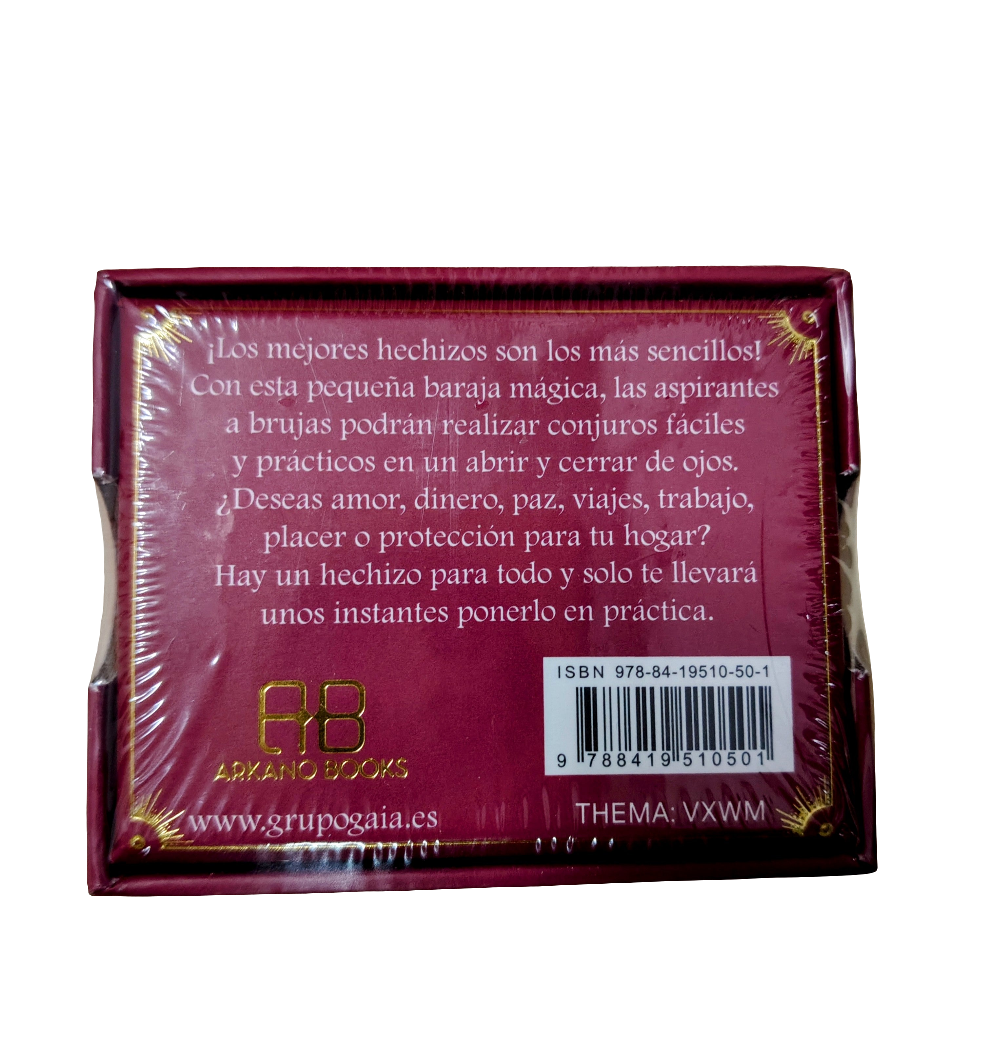 ¡Los mejores hechizos son los más sencillos!
Con esta pequeña baraja mágica, las aspirantes
a brujas podrán realizar conjuros fáciles
y prácticos en un abrir y cerrar de ojos.
¿Deseas amor, dinero, paz, viajes, trabajo,
placer o protección para tu hogar?
Hay un hechizo para todo y solo te llevará
unos instantes ponerlo en práctica.
ISBN 978-84-19510-50-1
9 788419 510501
AB
ARKANO BOOKS
www.grupogaia.es
THEMA: VXWM